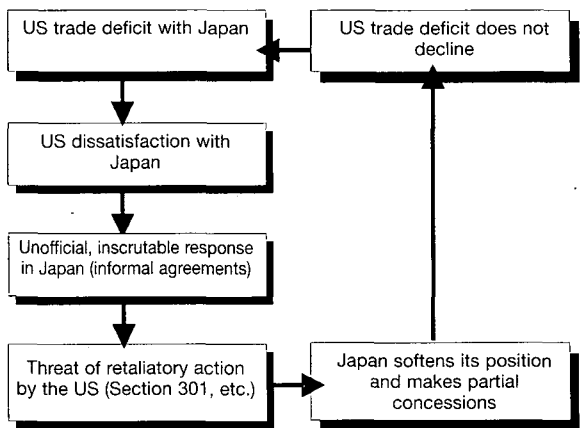 US trade deficit with Japan
US dissatisfaction with
Japan
Unofficial, inscrutable response
in Japan (informal agreements)
Threat of retaliatory action
by the US (Section 301, etc.)
Japan softens its position
and makes partial
concessions
US trade deficit does not
decline